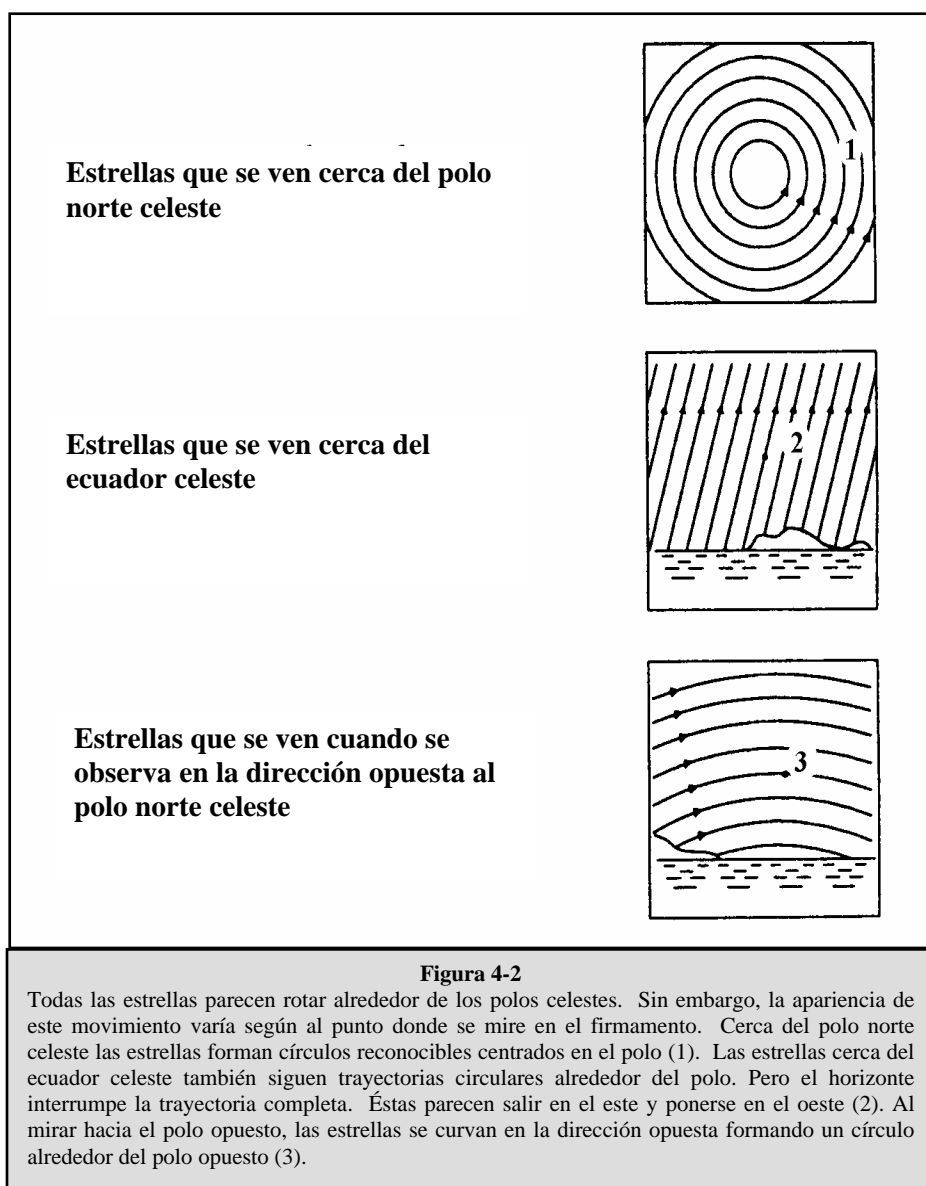 Estrellas que se ven cerca del polo
norte celeste
1
Estrellas que se ven cerca del
ecuador celeste
2
Estrellas que se ven cuando se
observa en la dirección opuesta al
polo norte celeste
3
Figura 4-2
Todas las estrellas parecen rotar alrededor de los polos celestes. Sin embargo, la apariencia de
este movimiento varía según al punto donde se mire en el firmamento. Cerca del polo norte
celeste las estrellas forman círculos reconocibles centrados en el polo (1). Las estrellas cerca del
ecuador celeste también siguen trayectorias circulares alrededor del polo. Pero el horizonte
interrumpe la trayectoria completa. Éstas parecen salir en el este y ponerse en el oeste (2). Al
mirar hacia el polo opuesto, las estrellas se curvan en la dirección opuesta formando un círculo
alrededor del polo opuesto (3).